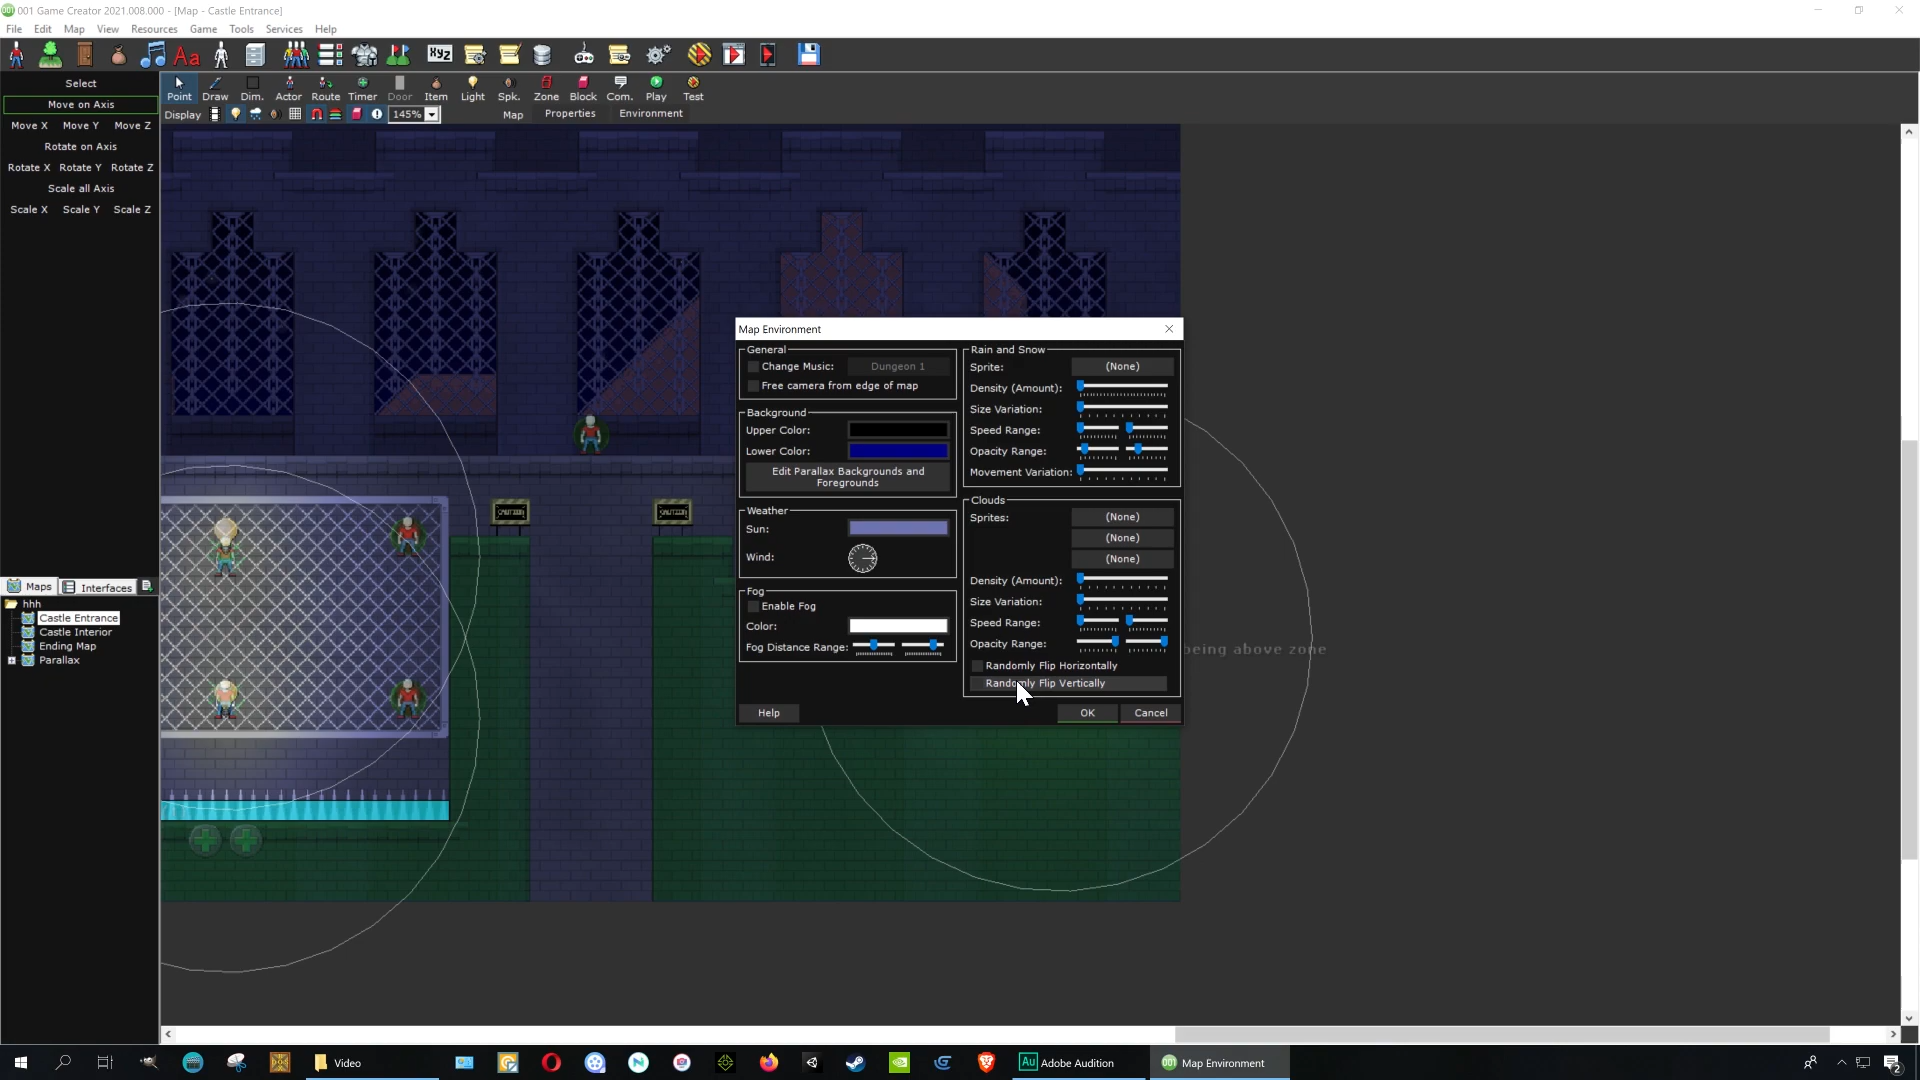 001 Game Creator 2021.008.000 - [Map - Castle Entrance]
File Edit Map View Resources Game Tools Services Help
Aa Xyz
Select
Move on Axis
Move X Move Y Move Z
Rotate on Axis
Rotate X Rotate Y Rotate Z
Scale all Axis
Scale X Scale Y Scale Z
Point Draw Dim. Actor Route Timer Door Item Light Spk. Zone Block Com. Play Test
Display 145% Map Properties Environment
CAUTION CAUTION
being above zone
Map Environment
General
Change Music: Dungeon 1
Free camera from edge of map
Background
Upper Color:
Lower Color:
Edit Parallax Backgrounds and
Foregrounds
Weather
Sun:
Wind:
Fog
Enable Fog
Color:
Fog Distance Range:
Help
Rain and Snow
Sprite: (None)
Density (Amount):
Size Variation:
Speed Range:
Opacity Range:
Movement Variation:
Clouds
Sprites: (None)
(None)
(None)
Density (Amount):
Size Variation:
Speed Range:
Opacity Range:
Randomly Flip Horizontally
Randomly Flip Vertically
OK Cancel
Maps Interfaces
hhh
Castle Entrance
Castle Interior
Ending Map
Parallax
Video
Au Adobe Audition
001 Map Environment
2